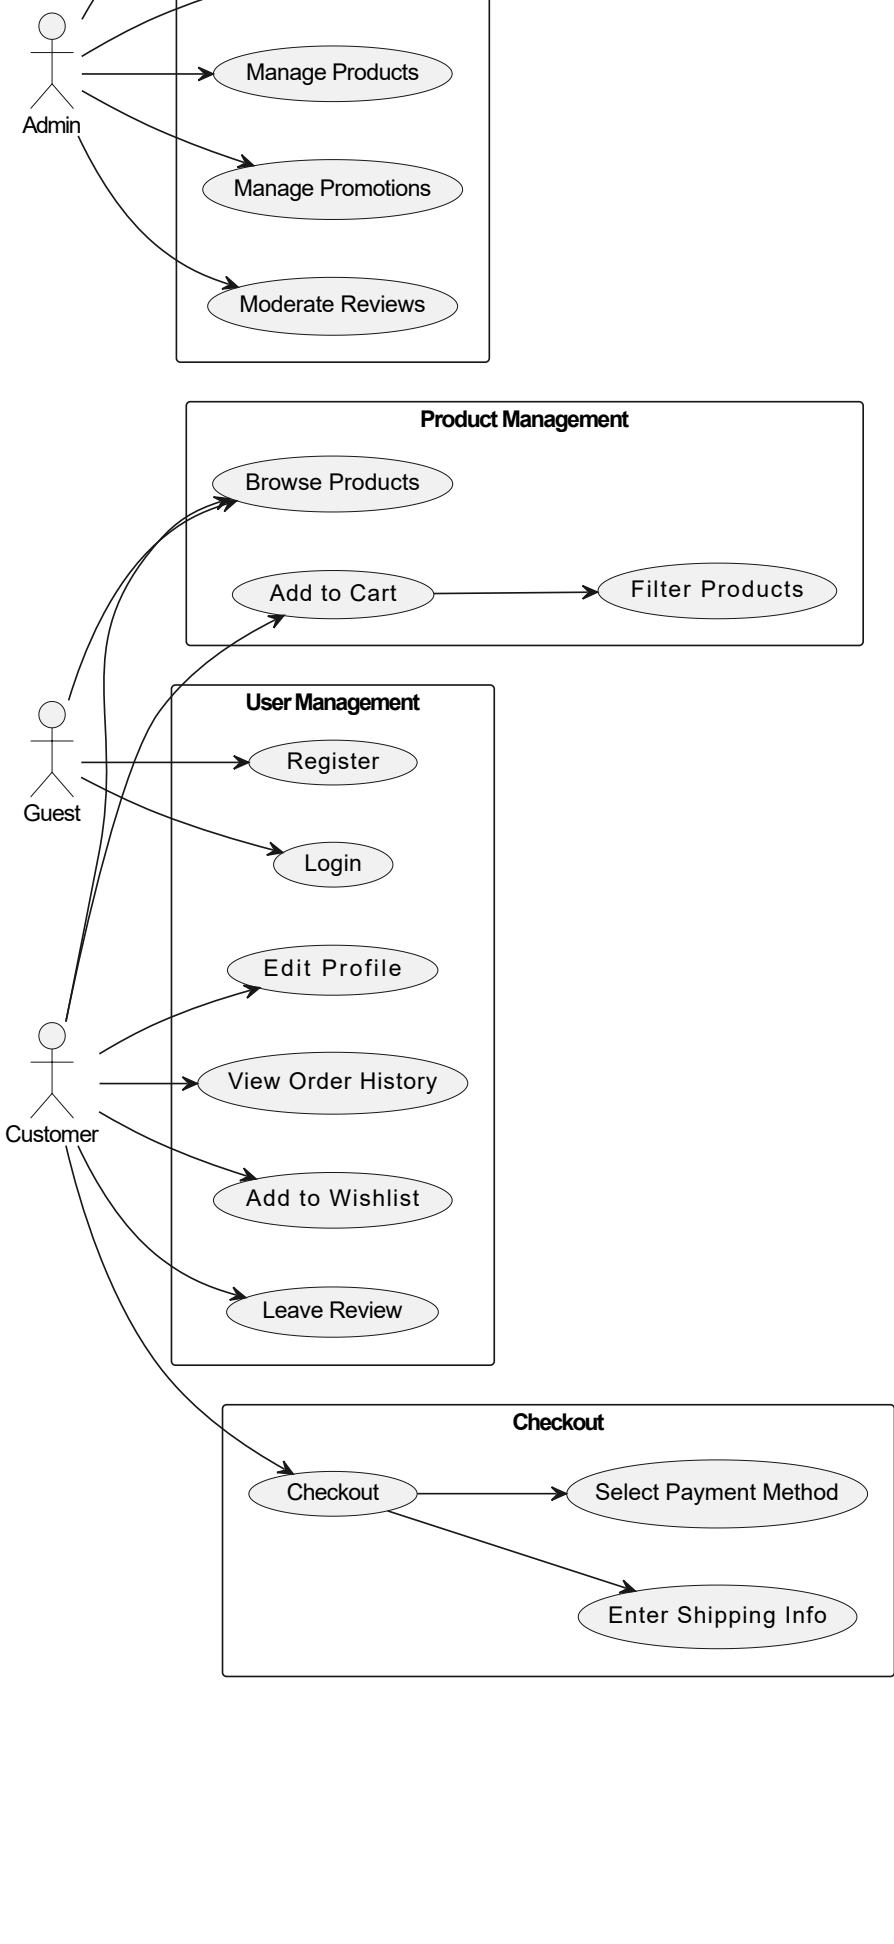 Manage Products
Admin
Manage Promotions
Moderate Reviews
Product Management
Browse Products
Add to Cart
Filter Products
User Management
Register
Guest
Login
Edit Profile
View Order History
Customer
Add to Wishlist
Leave Review
Checkout
Checkout
Select Payment Method
Enter Shipping Info